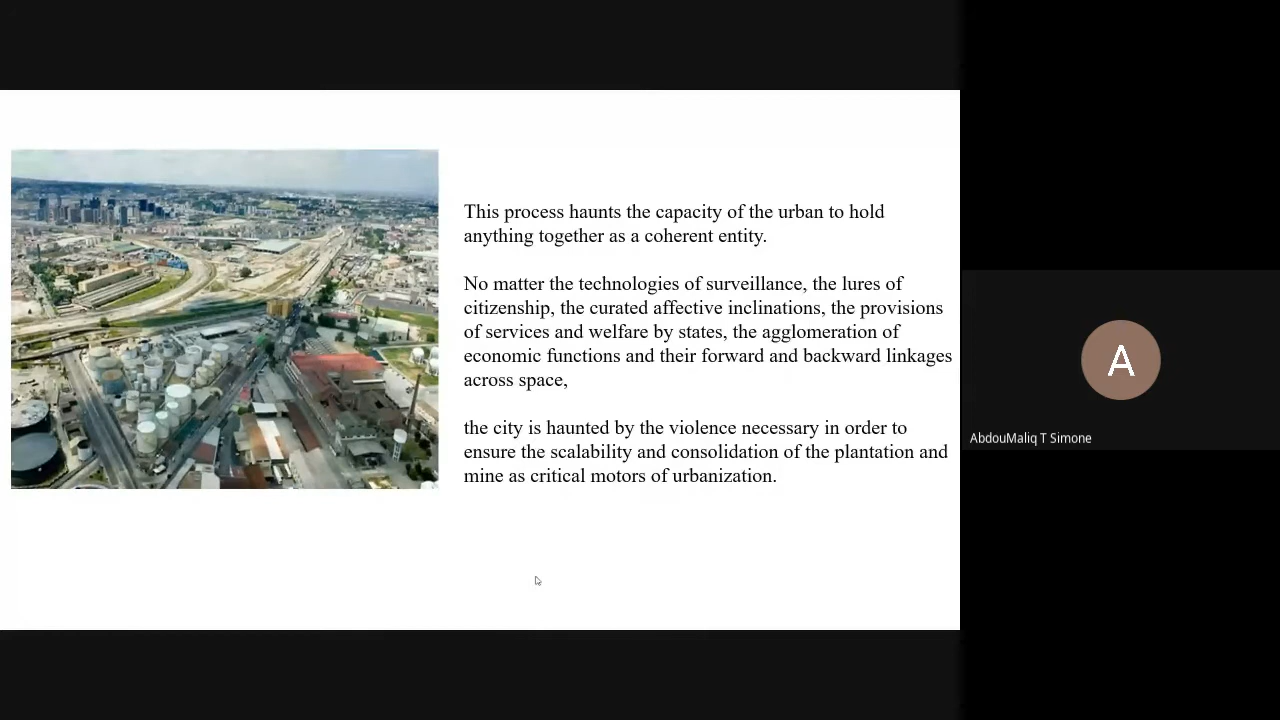 This process haunts the capacity of the urban to hold
anything together as a coherent entity.
No matter the technologies of surveillance, the lures of
citizenship, the curated affective inclinations, the provisions
of services and welfare by states, the agglomeration of
economic functions and their forward and backward linkages
across space,
the city is haunted by the violence necessary in order to
ensure the scalability and consolidation of the plantation and
mine as critical motors of urbanization.
A
AbdouMaliq T Simone